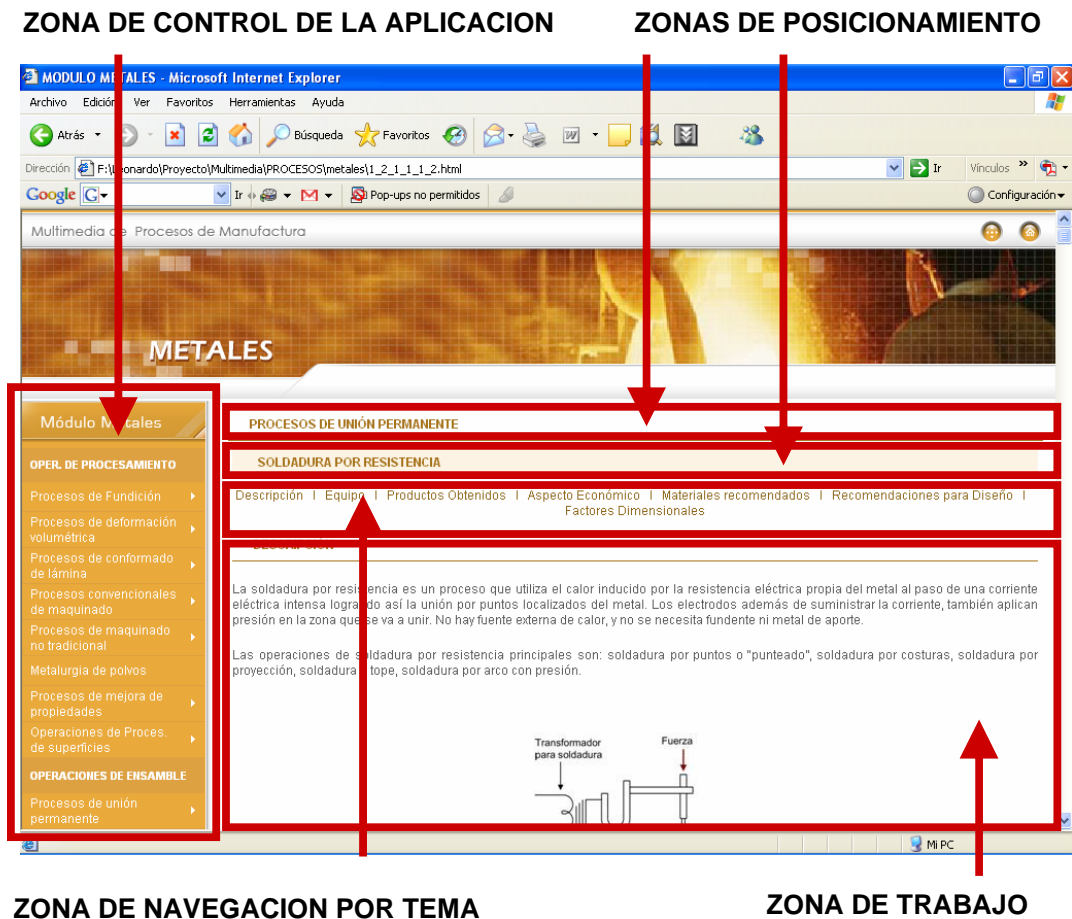 ZONA DE CONTROL DE LA APLICACION
ZONAS DE POSICIONAMIENTO
MODULO METALES - Microsoft Internet Explorer
Archivo Edición Ver Favoritos Herramientas Ayuda
Atrás Búsqueda Favoritos
Dirección F:\Leonardo\Proyecto\Multimedia\PROCESOS\metales\1_2_1_1_1_2.html Ir Vínculos »
Google G Ir Pop-ups no permitidos Configuración
Multimedia de Procesos de Manufactura
METALES
Módulo Metales
OPER. DE PROCESAMIENTO
Procesos de Fundición
Procesos de deformación
volumétrica
Procesos de conformado
de lámina
Procesos convencionales
de maquinado
Procesos de maquinado
no tradicional
Metalurgia de polvos
Procesos de mejora de
propiedades
Operaciones de Proces.
de superficies
OPERACIONES DE ENSAMBLE
Procesos de unión
permanente
PROCESOS DE UNIÓN PERMANENTE
SOLDADURA POR RESISTENCIA
Descripción I Equipo I Productos Obtenidos I Aspecto Económico I Materiales recomendados I Recomendaciones para Diseño I
Factores Dimensionales
DESCRIPCIÓN
La soldadura por resistencia es un proceso que utiliza el calor inducido por la resistencia eléctrica propia del metal al paso de una corriente
eléctrica intensa logrando así la unión por puntos localizados del metal. Los electrodos además de suministrar la corriente, también aplican
presión en la zona que se va a unir. No hay fuente externa de calor, y no se necesita fundente ni metal de aporte.
Las operaciones de soldadura por resistencia principales son: soldadura por puntos o "punteado", soldadura por costuras, soldadura por
proyección, soldadura a tope, soldadura por arco con presión.
Transformador
para soldadura
Fuerza
Mi PC
ZONA DE NAVEGACION POR TEMA
ZONA DE TRABAJO